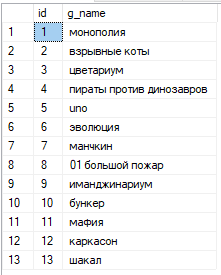 id g_name
1 1 монополия
2 2 взрывные коты
3 3 цветариум
4 4 пираты против динозавров
5 5 uno
6 6 эволюция
7 7 манчкин
8 8 01 большой пожар
9 9 иманджинариум
10 10 бункер
11 11 мафия
12 12 каркасон
13 13 шакал